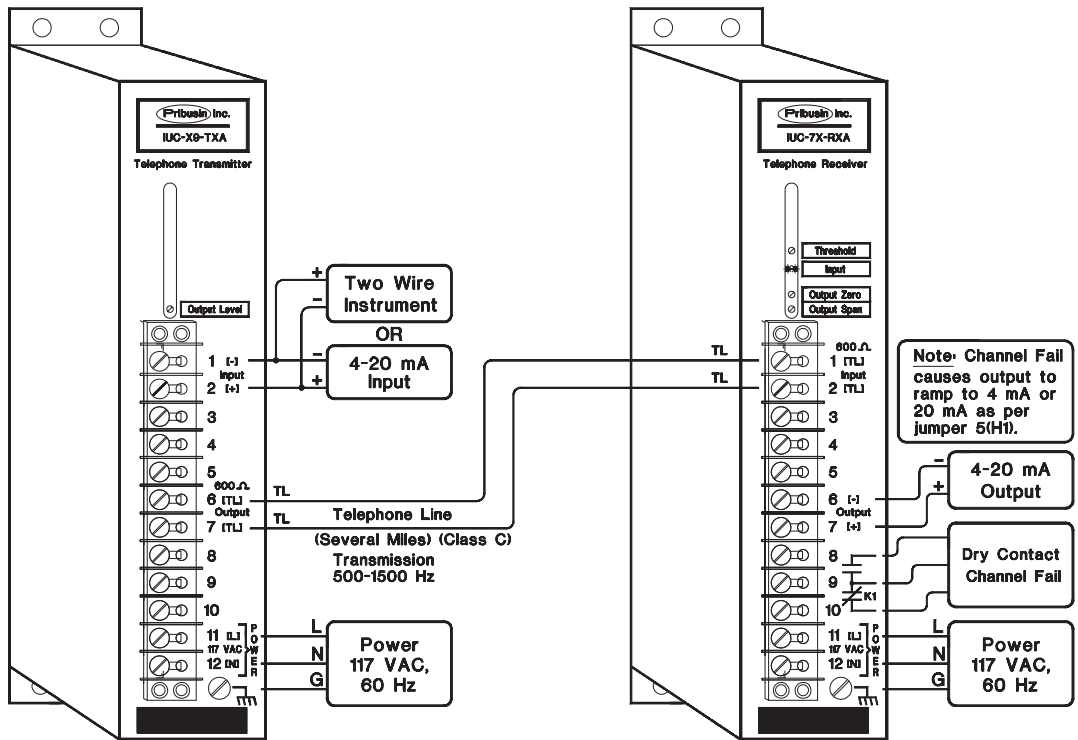 Pribusin Inc.
IUC-X9-TXA
Telephone Transmitter
Output Level
1 [-]
Input
2 [+]
3
4
5
600Ω
6 [TL]
Output
7 [TL]
8
9
10
11 [L]
117 VAC
12 [N]
POWER
+
-
Two Wire
Instrument
OR
-
+
4-20 mA
Input
TL
TL
Telephone Line
(Several Miles) (Class C)
Transmission
500-1500 Hz
L
N
G
Power
117 VAC,
60 Hz
Pribusin Inc.
IUC-7X-RXA
Telephone Receiver
Threshold
Input
Output Zero
Output Span
TL
TL
600Ω
1 [TL]
Input
2 [TL]
3
4
5
6 [-]
Output
7 [+]
8
9
10
K1
11 [L]
117 VAC
12 [N]
POWER
Note: Channel Fail
causes output to
ramp to 4 mA or
20 mA as per
jumper 5(H1).
-
+
4-20 mA
Output
Dry Contact
Channel Fail
L
N
G
Power
117 VAC,
60 Hz